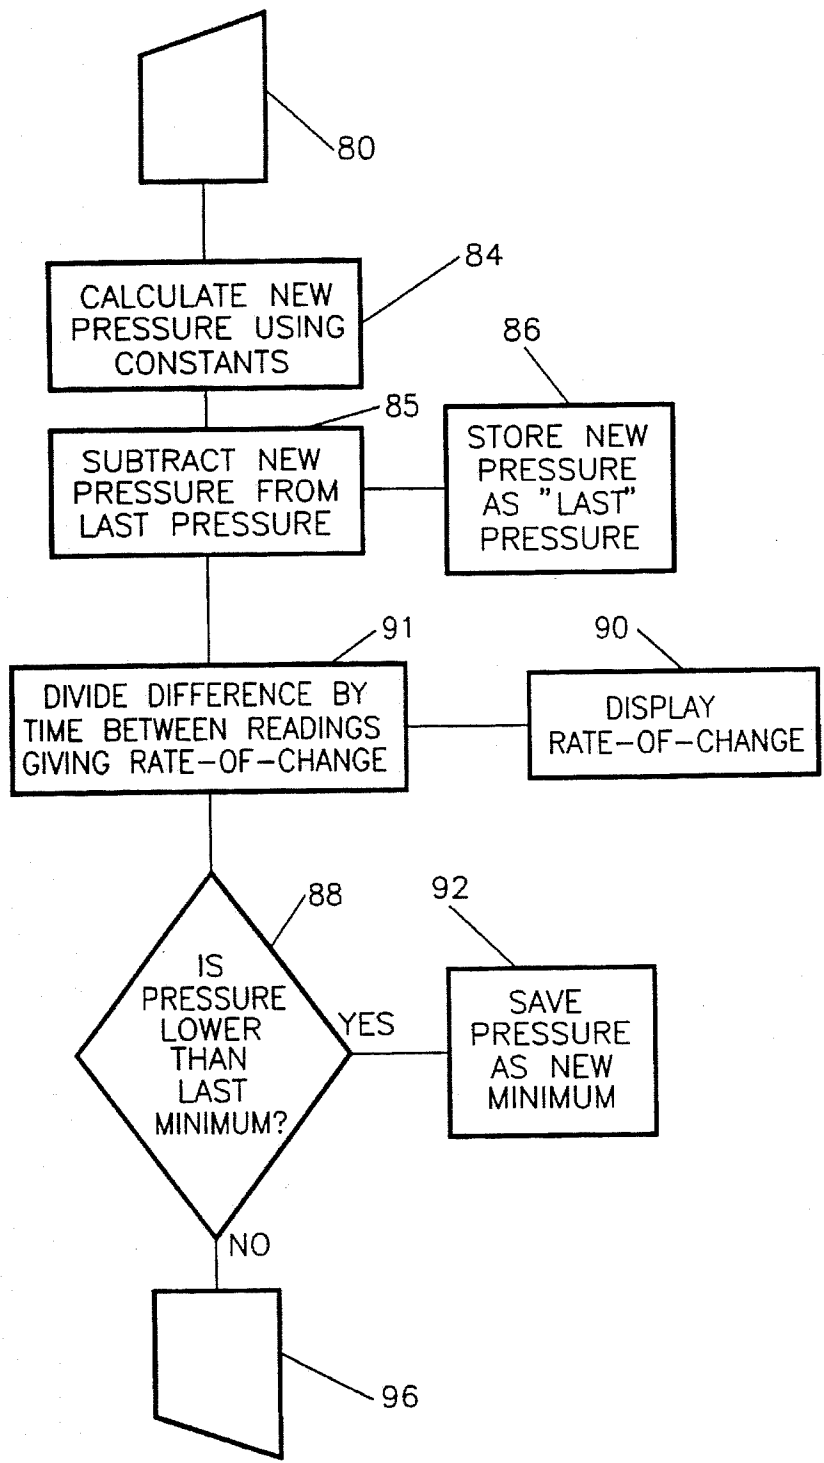 80
84
CALCULATE NEW
PRESSURE USING
CONSTANTS
86
85
SUBTRACT NEW
PRESSURE FROM
LAST PRESSURE
STORE NEW
PRESSURE
AS "LAST"
PRESSURE
91
90
DIVIDE DIFFERENCE BY
TIME BETWEEN READINGS
GIVING RATE-OF-CHANGE
DISPLAY
RATE-OF-CHANGE
88
92
IS
PRESSURE
LOWER
THAN
LAST
MINIMUM?
YES
SAVE
PRESSURE
AS NEW
MINIMUM
NO
96